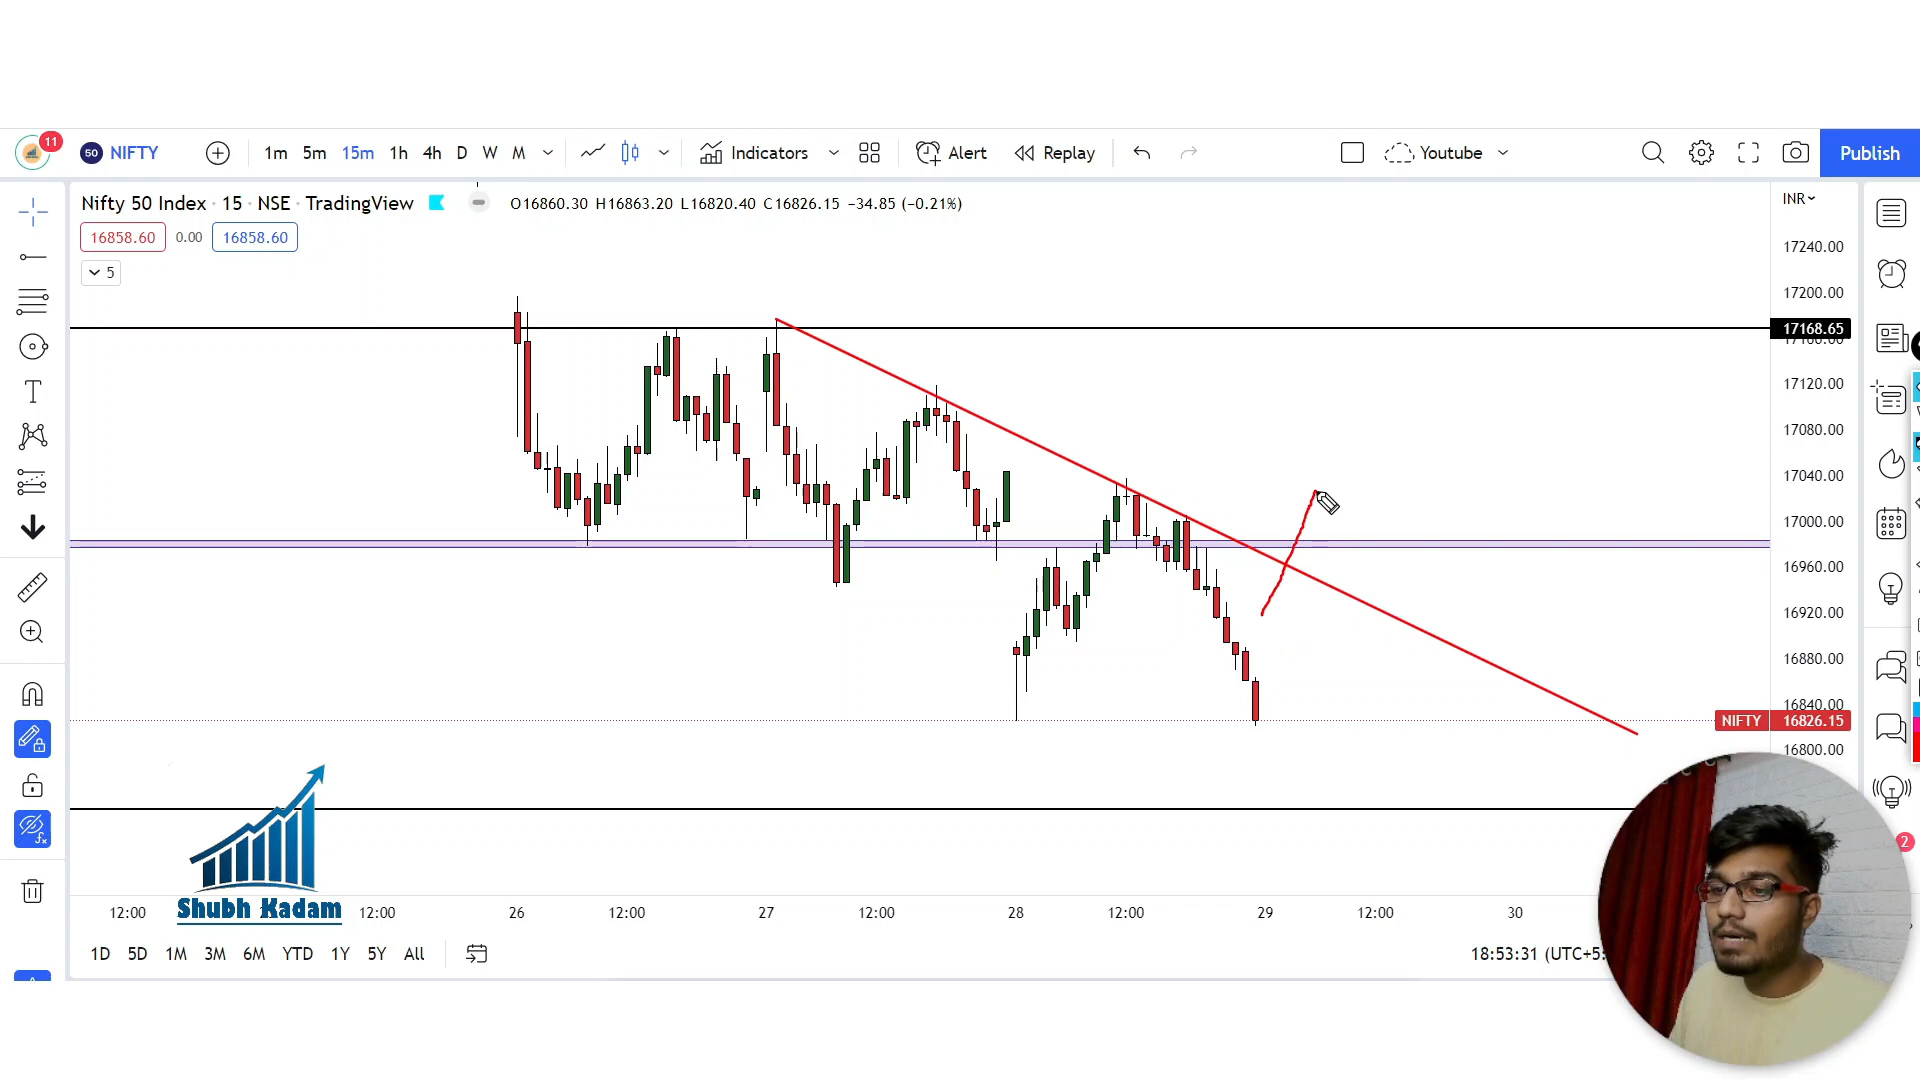 11
50 NIFTY
1m 5m 15m 1h 4h D W M
Indicators
Alert
Replay
Youtube
Publish
Nifty 50 Index · 15 · NSE · TradingView
O16860.30 H16863.20 L16820.40 C16826.15 −34.85 (−0.21%)
INR
16858.60 0.00 16858.60
5
17240.00
17200.00
17168.65
17120.00
17080.00
17040.00
17000.00
16960.00
16920.00
16880.00
16840.00
NIFTY 16826.15
16800.00
2
Shubh Kadam
12:00 12:00 26 12:00 27 12:00 28 12:00 29 12:00 30
1D 5D 1M 3M 6M YTD 1Y 5Y All
18:53:31 (UTC+5: